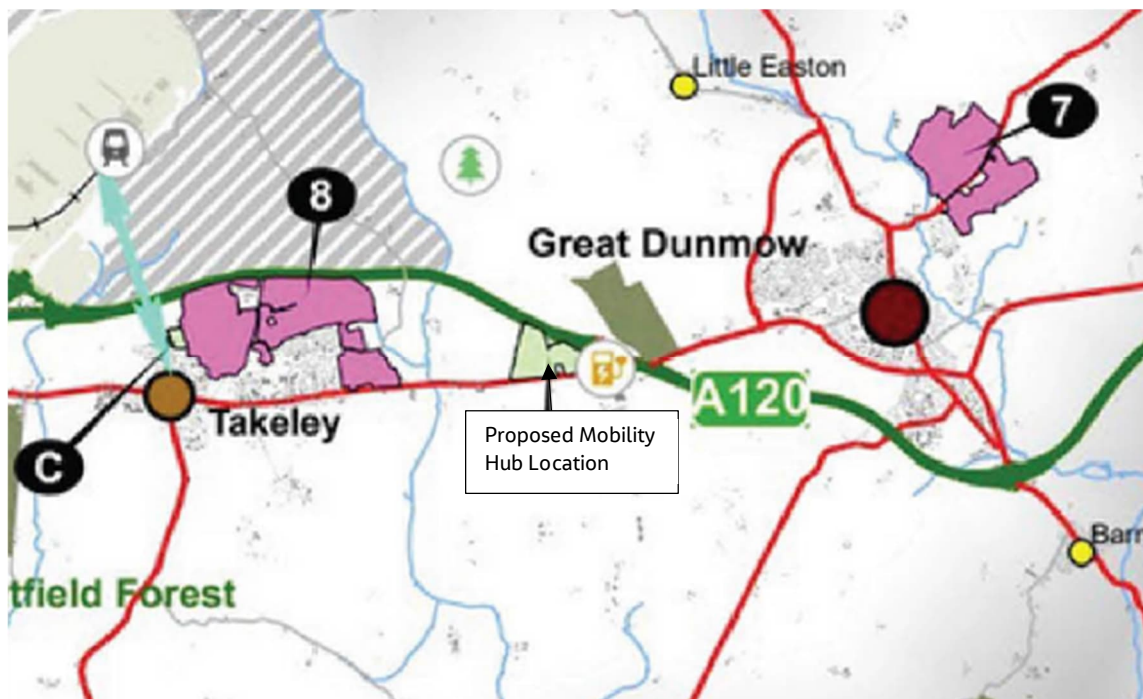 Little Easton
7
8
Great Dunmow
A120
Proposed Mobility
Hub Location
Takeley
C
Barn
tfield Forest